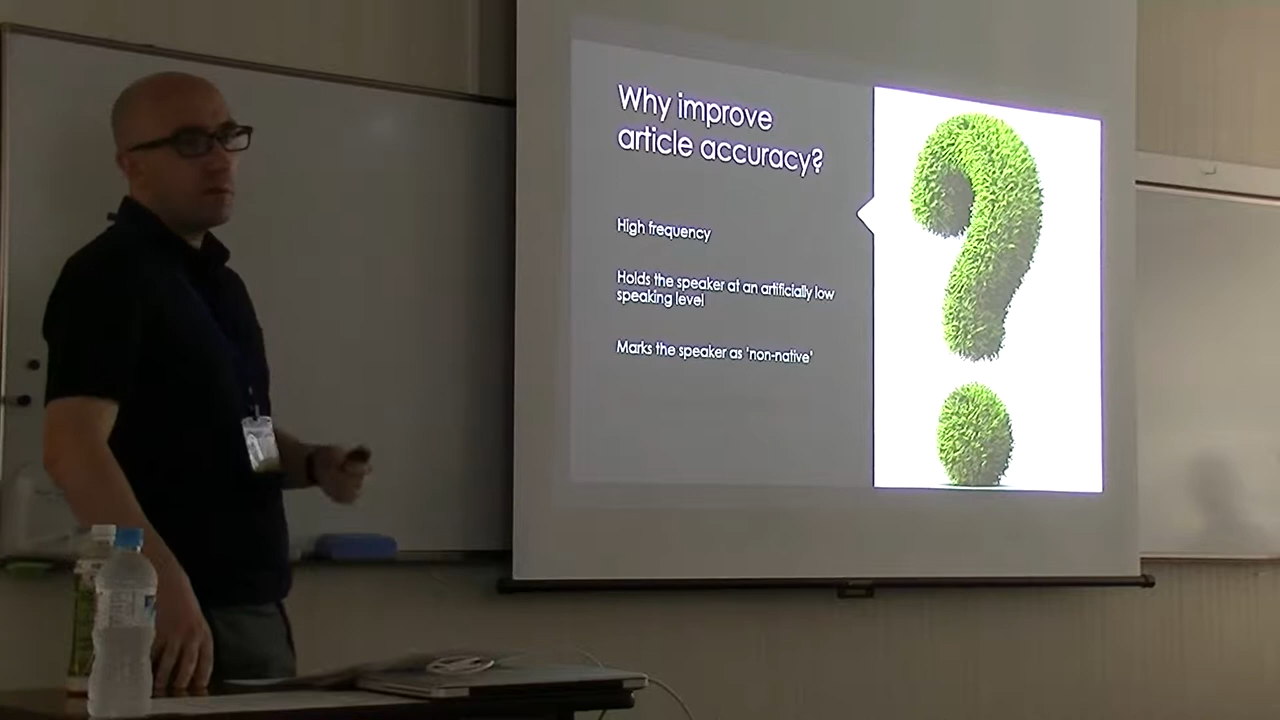 Why improve
article accuracy?
High frequency
Holds the speaker at an artificially low
speaking level
Marks the speaker as 'non-native'